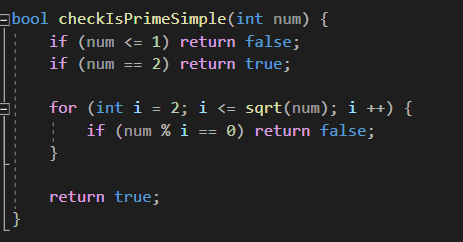 bool checkIsPrimeSimple(int num) {
    if (num <= 1) return false;
    if (num == 2) return true;

    for (int i = 2; i <= sqrt(num); i ++) {
        if (num % i == 0) return false;
    }

    return true;
}